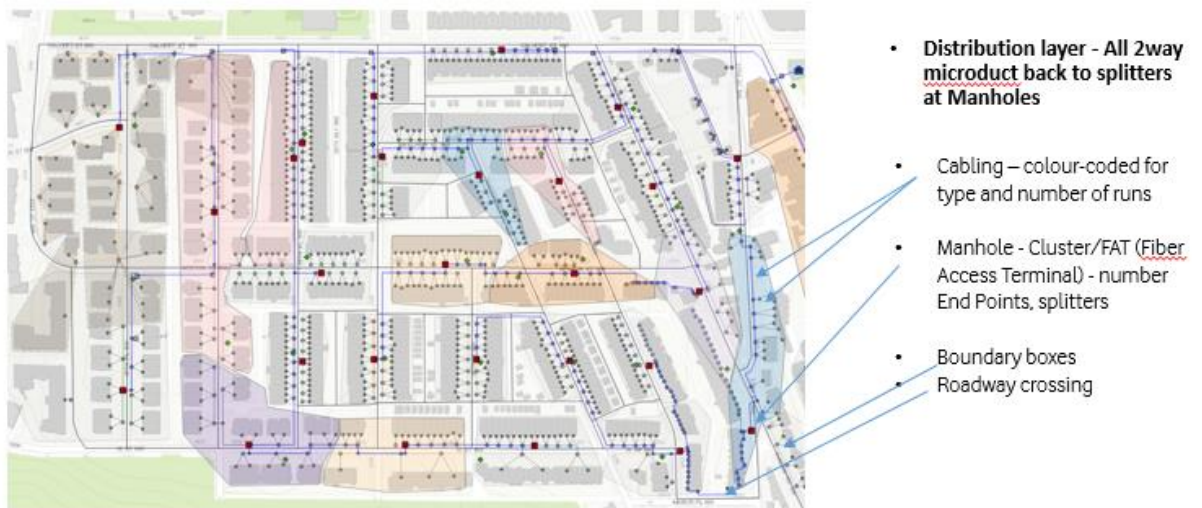 • Distribution layer - All 2way
microduct back to splitters
at Manholes
• Cabling – colour-coded for
type and number of runs
• Manhole - Cluster/FAT (Fiber
Access Terminal) - number
End Points, splitters
• Boundary boxes
• Roadway crossing